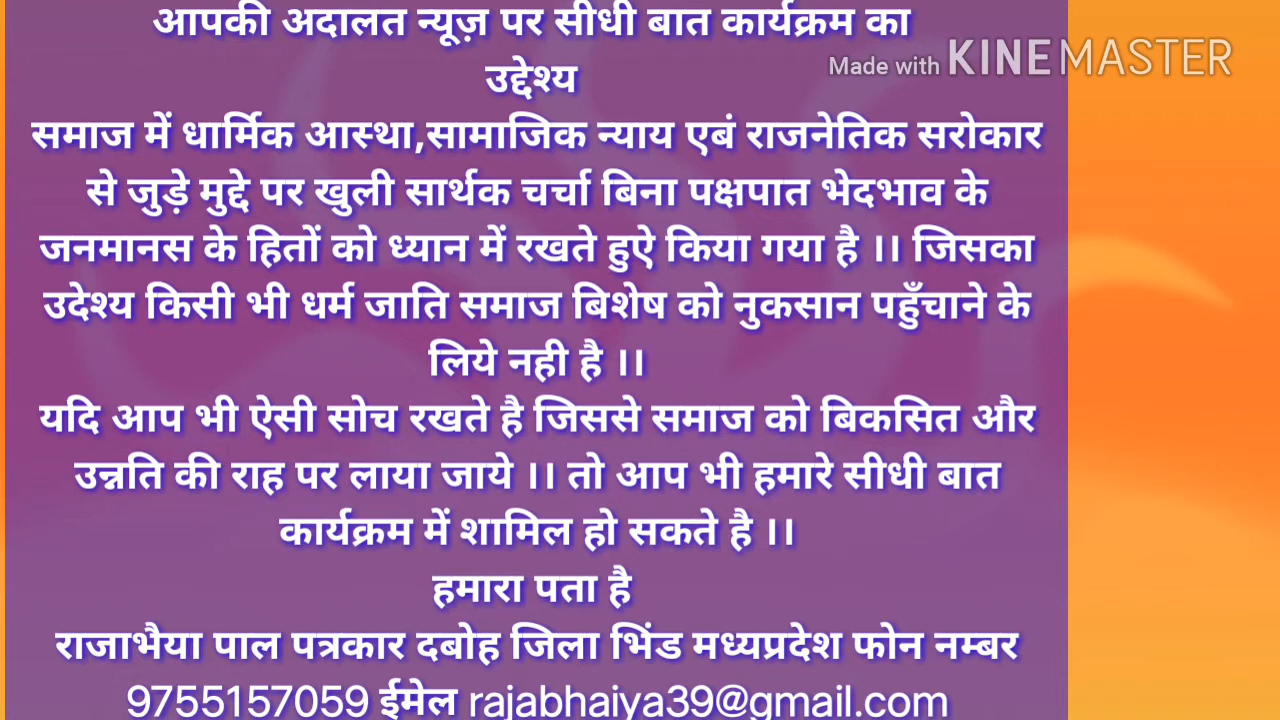 आपकी अदालत न्यूज़ पर सीधी बात कार्यक्रम का
उद्देश्य
Made with KINEMASTER
समाज में धार्मिक आस्था,सामाजिक न्याय एबं राजनेतिक सरोकार
से जुड़े मुद्दे पर खुली सार्थक चर्चा बिना पक्षपात भेदभाव के
जनमानस के हितों को ध्यान में रखते हुऐ किया गया है ।। जिसका
उदेश्य किसी भी धर्म जाति समाज बिशेष को नुकसान पहुँचाने के
लिये नही है ।।
यदि आप भी ऐसी सोच रखते है जिससे समाज को बिकसित और
उन्नति की राह पर लाया जाये ।। तो आप भी हमारे सीधी बात
कार्यक्रम में शामिल हो सकते है ।।
हमारा पता है
राजाभैया पाल पत्रकार दबोह जिला भिंड मध्यप्रदेश फोन नम्बर
9755157059 ईमेल rajabhaiya39@gmail.com